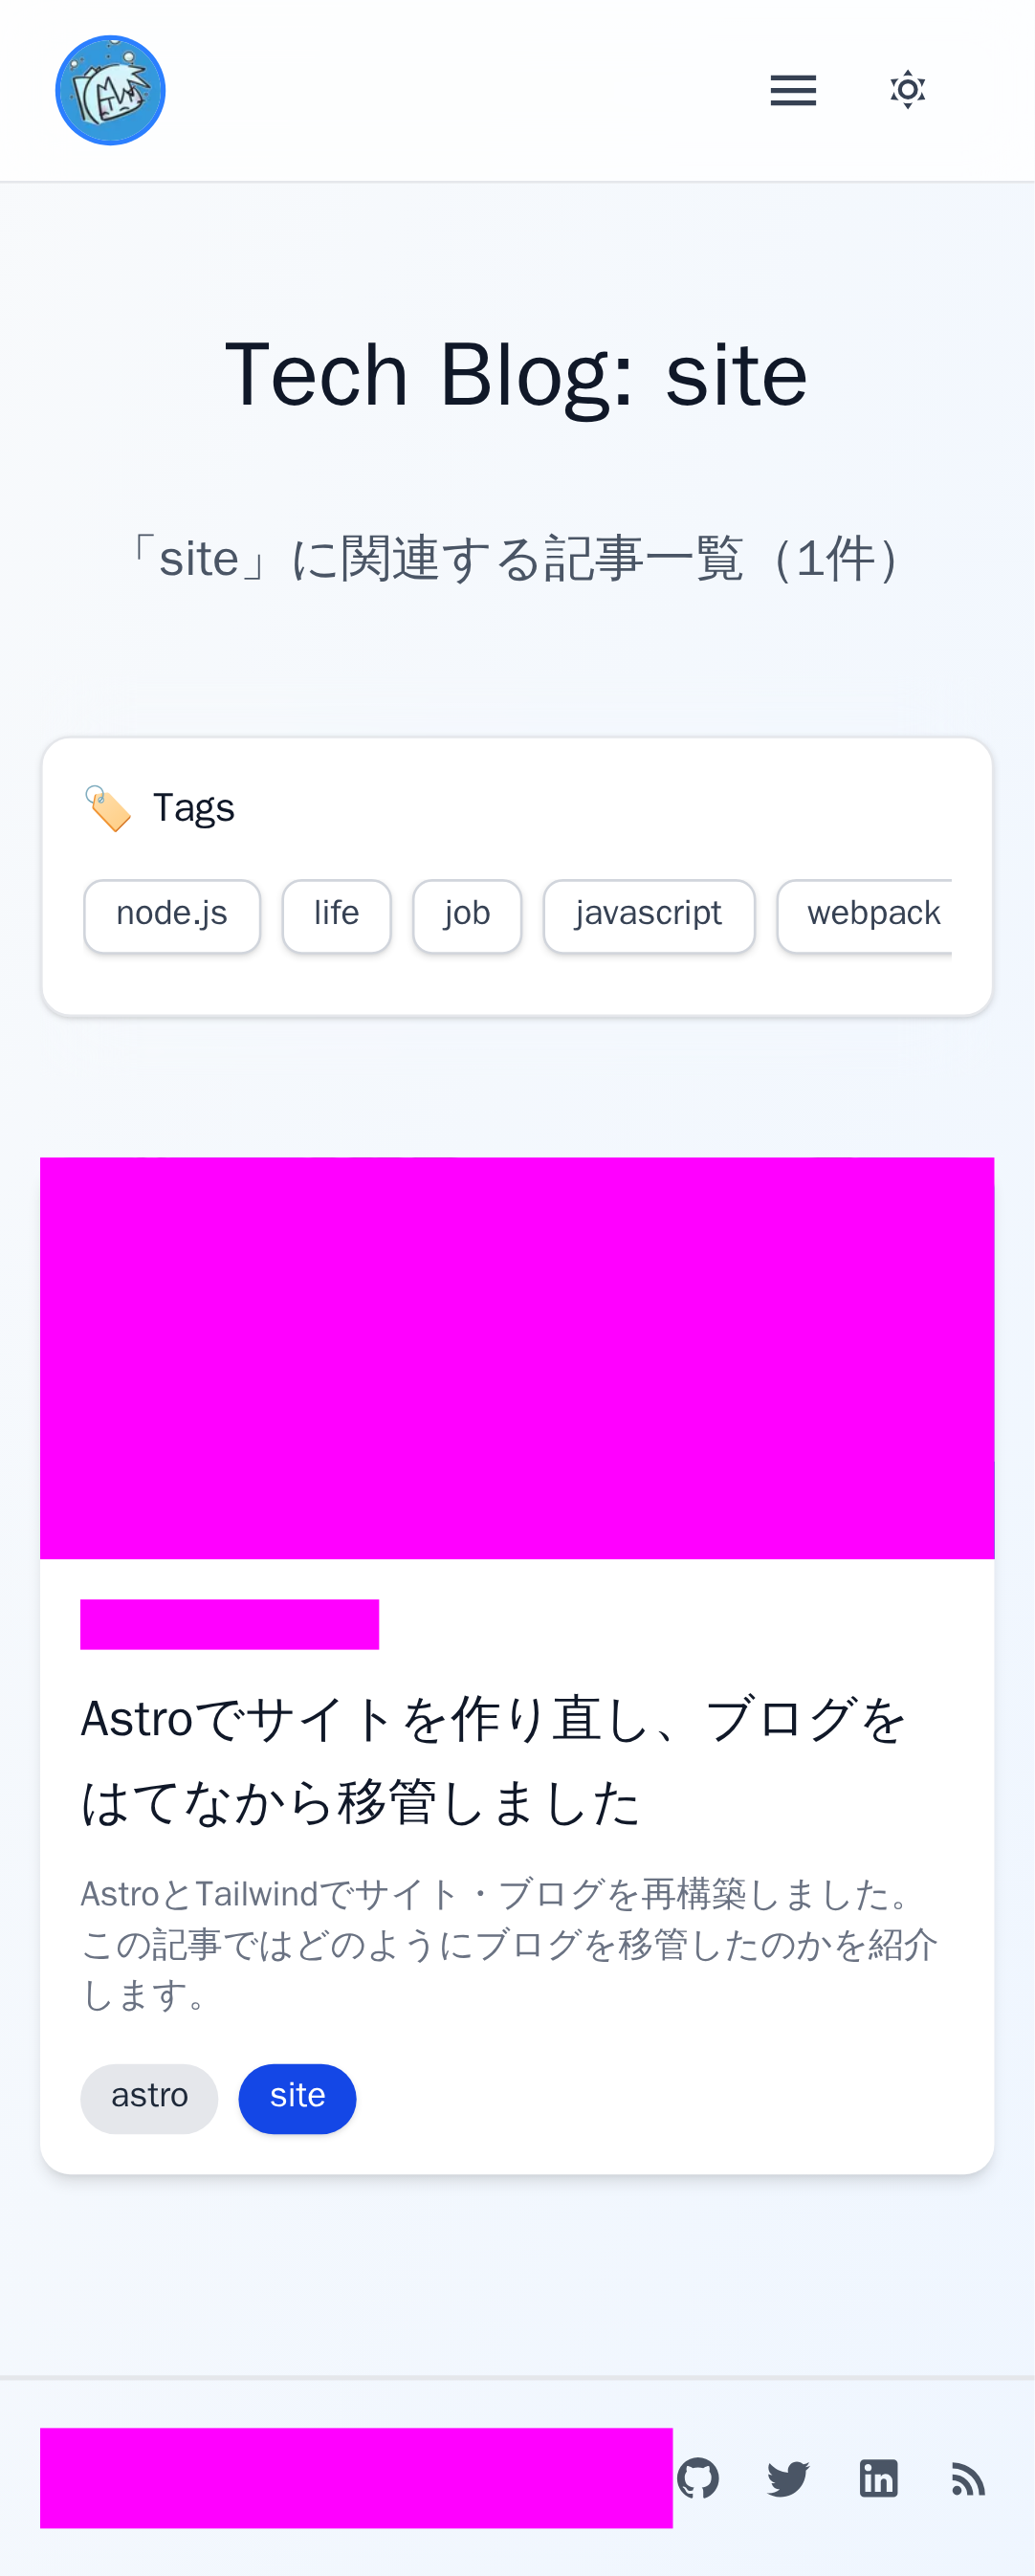 Tech Blog: site
「site」に関連する記事一覧（1件）
🏷️ Tags
node.js
life
job
javascript
webpack
Astroでサイトを作り直し、ブログを
はてなから移管しました
AstroとTailwindでサイト・ブログを再構築しました。
この記事ではどのようにブログを移管したのかを紹介
します。
astro
site